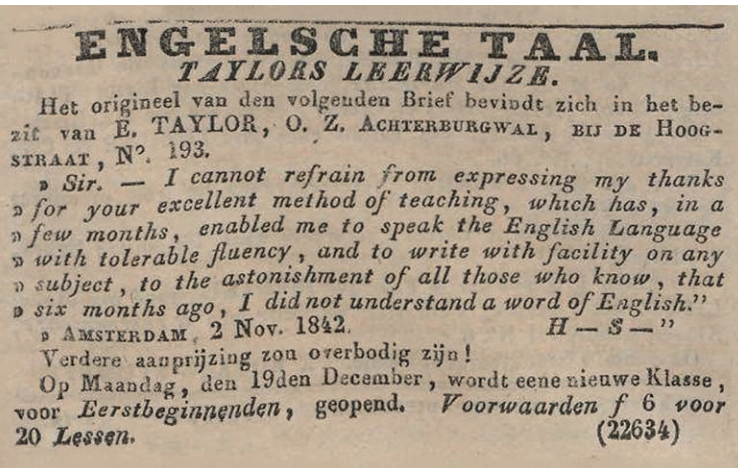 ENGELSCHE TAAL.
TAYLORS LEERWIJZE.
Het origineel van den volgenden Brief bevindt zich in het be-
zit van E. TAYLOR, O. Z. ACHTERBURGWAL, BIJ DE HOOG-
STRAAT, No. 193.
» Sir. — I cannot refrain from expressing my thanks
» for your excellent method of teaching, which has, in a
» few months, enabled me to speak the English Language
» with tolerable fluency, and to write with facility on any
» subject, to the astonishment of all those who know, that
» six months ago, I did not understand a word of English."
» AMSTERDAM, 2 Nov. 1842. H — S — "
Verdere aanprijzing zou overbodig zijn!
Op Maandag, den 19den December, wordt eene nieuwe Klasse,
voor Eerstbeginnenden, geopend. Voorwaarden f 6 voor
20 Lessen. (22634)